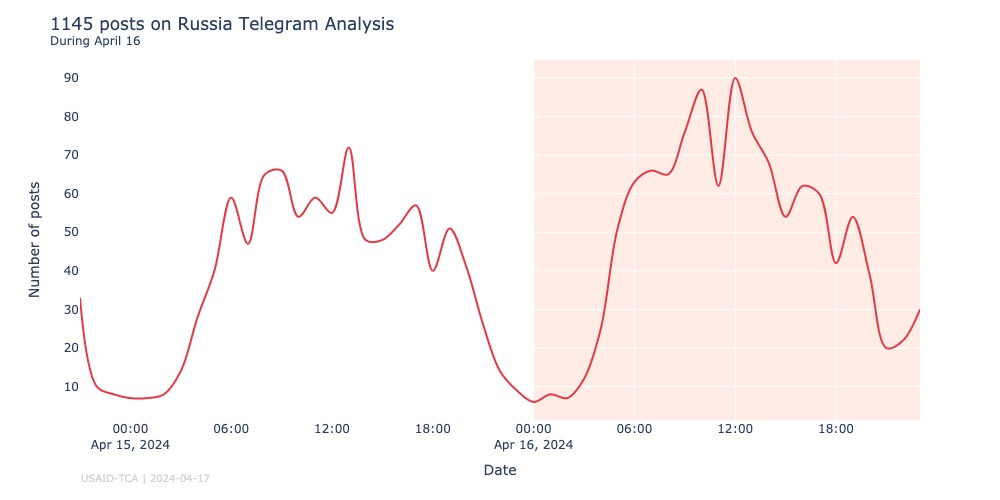 1145 posts on Russia Telegram Analysis
During April 16
Number of posts
90
80
70
60
50
40
30
20
10
00:00 06:00 12:00 18:00 00:00 06:00 12:00 18:00
Apr 15, 2024 Apr 16, 2024
Date
USAID-TCA | 2024-04-17